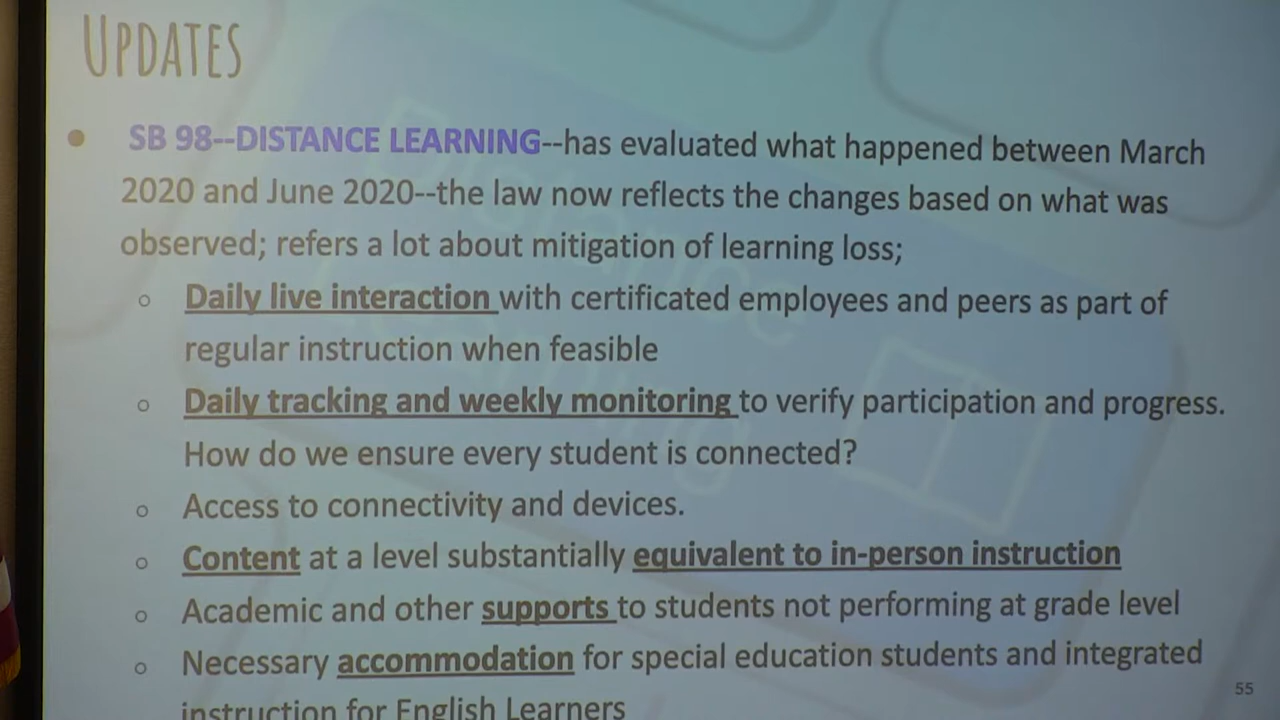 UPDATES
● SB 98--DISTANCE LEARNING--has evaluated what happened between March
2020 and June 2020--the law now reflects the changes based on what was
observed; refers a lot about mitigation of learning loss;
○ Daily live interaction with certificated employees and peers as part of
regular instruction when feasible
○ Daily tracking and weekly monitoring to verify participation and progress.
How do we ensure every student is connected?
○ Access to connectivity and devices.
○ Content at a level substantially equivalent to in-person instruction
○ Academic and other supports to students not performing at grade level
○ Necessary accommodation for special education students and integrated
instruction for English Learners
55